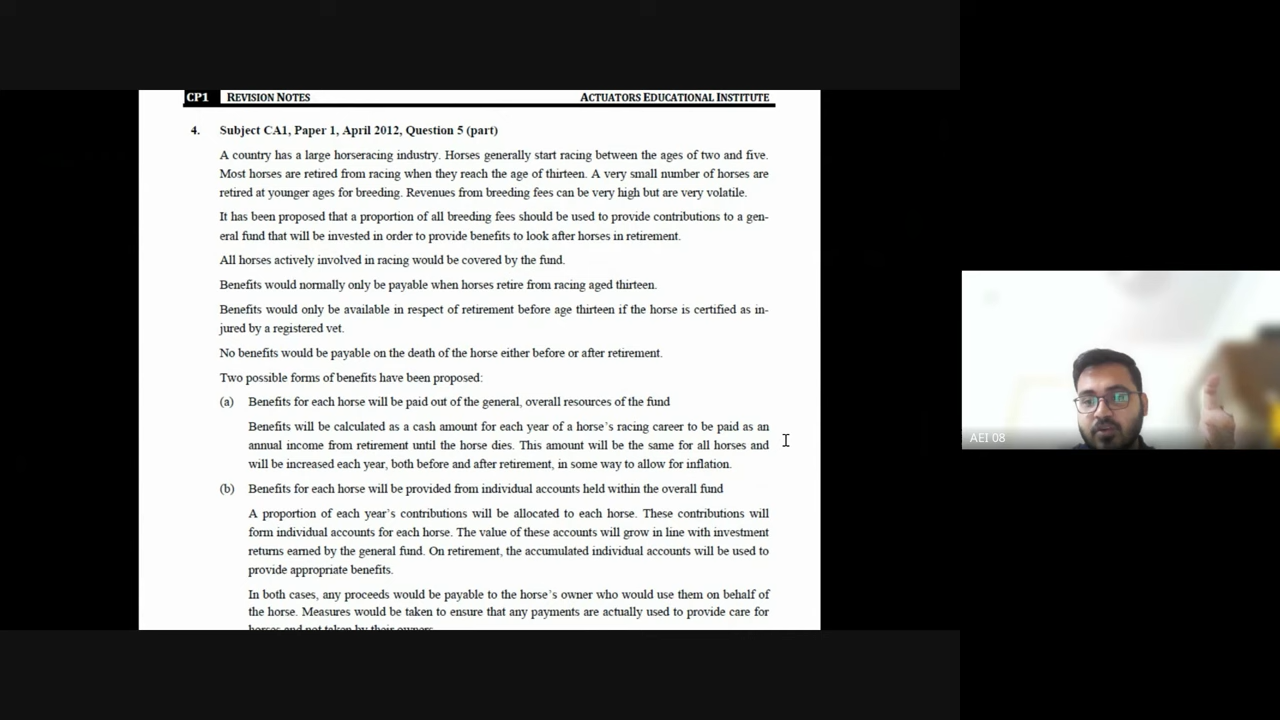 CP1 REVISION NOTES ACTUATORS EDUCATIONAL INSTITUTE
4. Subject CA1, Paper 1, April 2012, Question 5 (part)
A country has a large horseracing industry. Horses generally start racing between the ages of two and five.
Most horses are retired from racing when they reach the age of thirteen. A very small number of horses are
retired at younger ages for breeding. Revenues from breeding fees can be very high but are very volatile.
It has been proposed that a proportion of all breeding fees should be used to provide contributions to a gen-
eral fund that will be invested in order to provide benefits to look after horses in retirement.
All horses actively involved in racing would be covered by the fund.
Benefits would normally only be payable when horses retire from racing aged thirteen.
Benefits would only be available in respect of retirement before age thirteen if the horse is certified as in-
jured by a registered vet.
No benefits would be payable on the death of the horse either before or after retirement.
Two possible forms of benefits have been proposed:
(a) Benefits for each horse will be paid out of the general, overall resources of the fund
Benefits will be calculated as a cash amount for each year of a horse's racing career to be paid as an
annual income from retirement until the horse dies. This amount will be the same for all horses and
will be increased each year, both before and after retirement, in some way to allow for inflation.
(b) Benefits for each horse will be provided from individual accounts held within the overall fund
A proportion of each year's contributions will be allocated to each horse. These contributions will
form individual accounts for each horse. The value of these accounts will grow in line with investment
returns earned by the general fund. On retirement, the accumulated individual accounts will be used to
provide appropriate benefits.
In both cases, any proceeds would be payable to the horse's owner who would use them on behalf of
the horse. Measures would be taken to ensure that any payments are actually used to provide care for
horses and not taken by their owners.
AEI 08